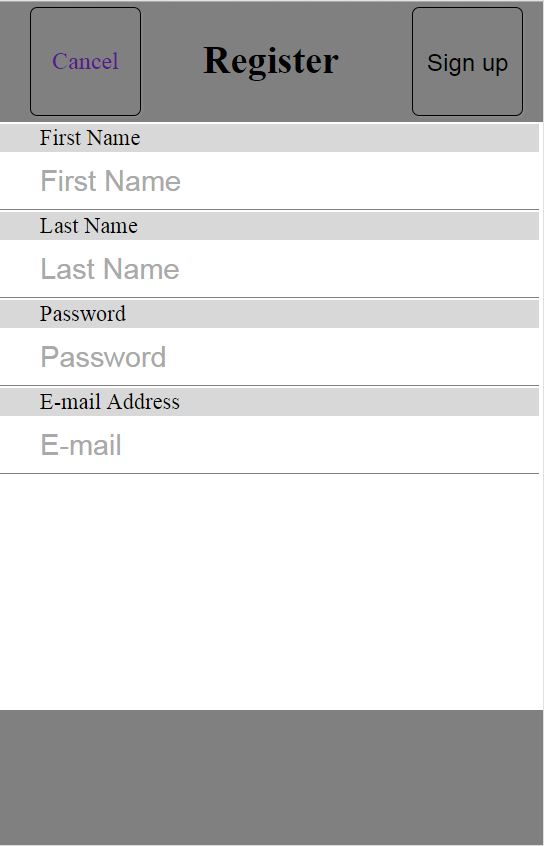 Cancel Register Sign up
First Name
First Name
Last Name
Last Name
Password
Password
E-mail Address
E-mail